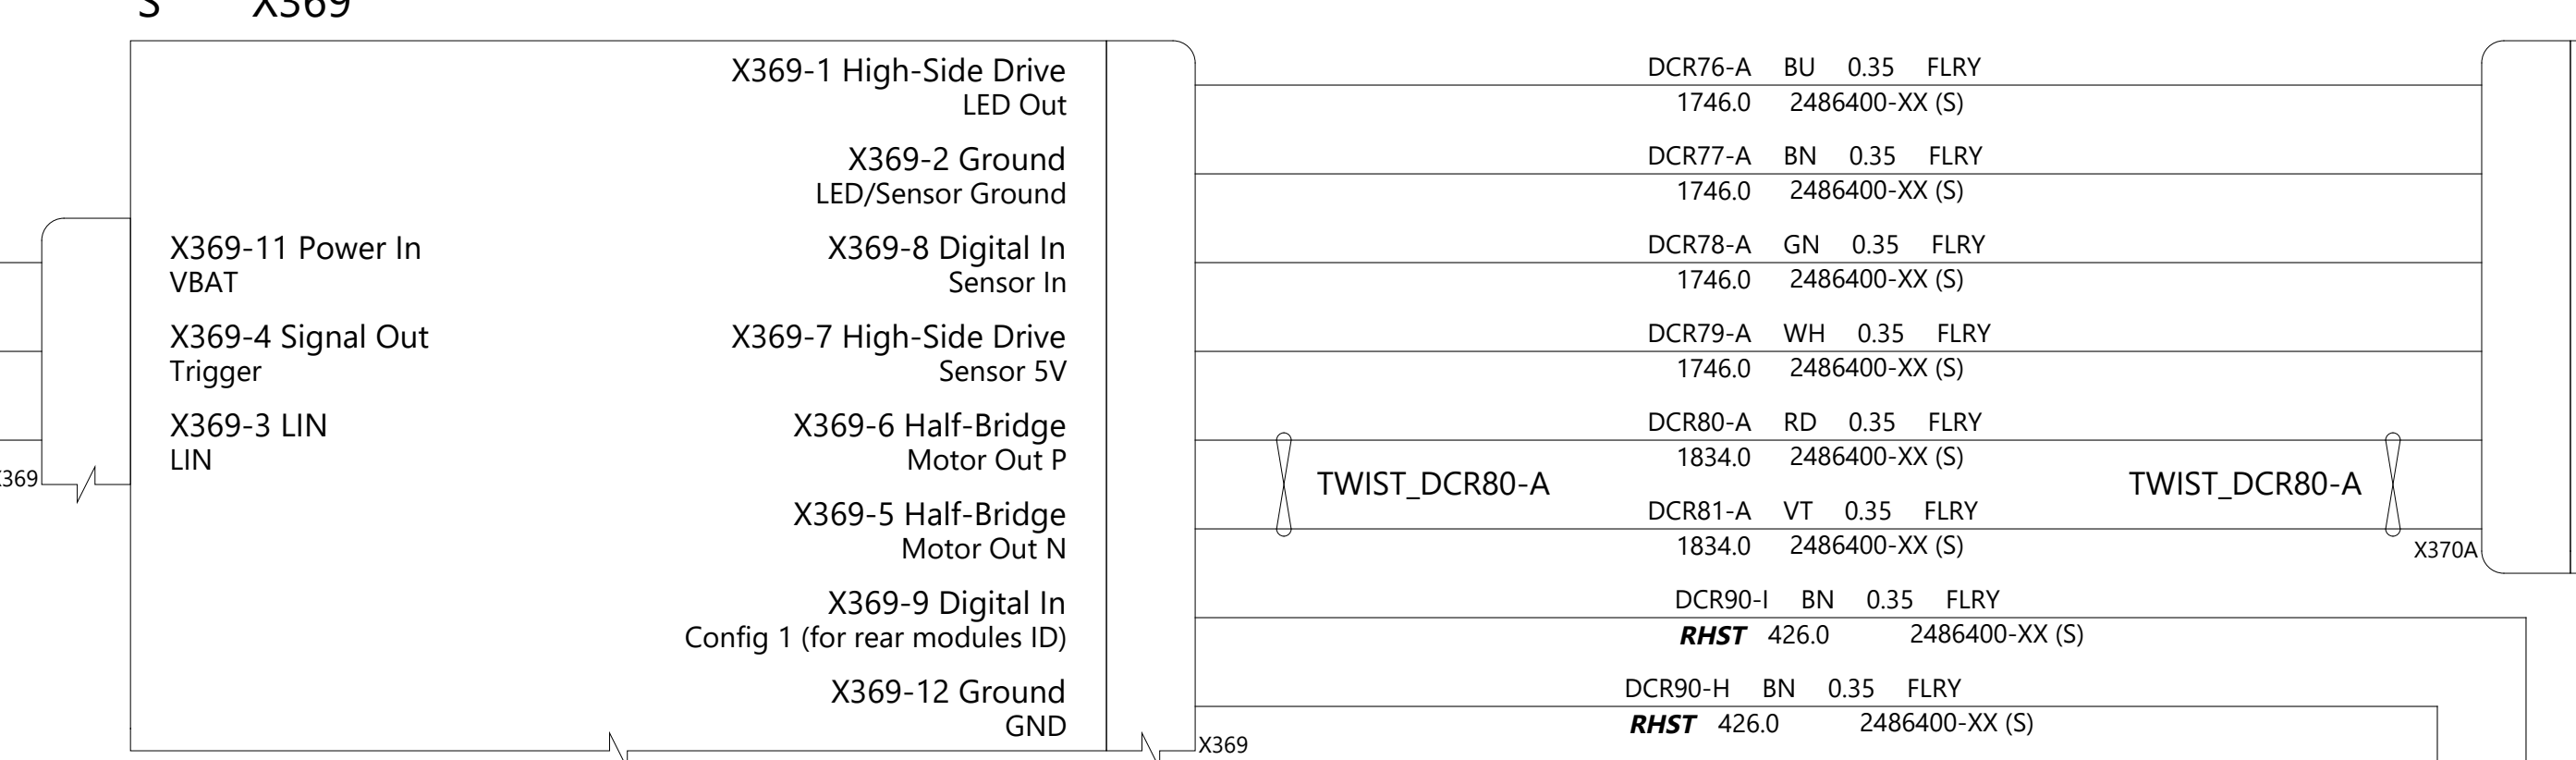 S X369
X369-1 High-Side Drive
LED Out
X369-2 Ground
LED/Sensor Ground
X369-11 Power In
VBAT
X369-8 Digital In
Sensor In
X369-4 Signal Out
Trigger
X369-7 High-Side Drive
Sensor 5V
X369-3 LIN
LIN
X369-6 Half-Bridge
Motor Out P
X369-5 Half-Bridge
Motor Out N
X369-9 Digital In
Config 1 (for rear modules ID)
X369-12 Ground
GND
X369
DCR76-A BU 0.35 FLRY
1746.0 2486400-XX (S)
DCR77-A BN 0.35 FLRY
1746.0 2486400-XX (S)
DCR78-A GN 0.35 FLRY
1746.0 2486400-XX (S)
DCR79-A WH 0.35 FLRY
1746.0 2486400-XX (S)
DCR80-A RD 0.35 FLRY
1834.0 2486400-XX (S)
TWIST_DCR80-A TWIST_DCR80-A
DCR81-A VT 0.35 FLRY
1834.0 2486400-XX (S)
X370A
DCR90-I BN 0.35 FLRY
RHST 426.0 2486400-XX (S)
DCR90-H BN 0.35 FLRY
RHST 426.0 2486400-XX (S)